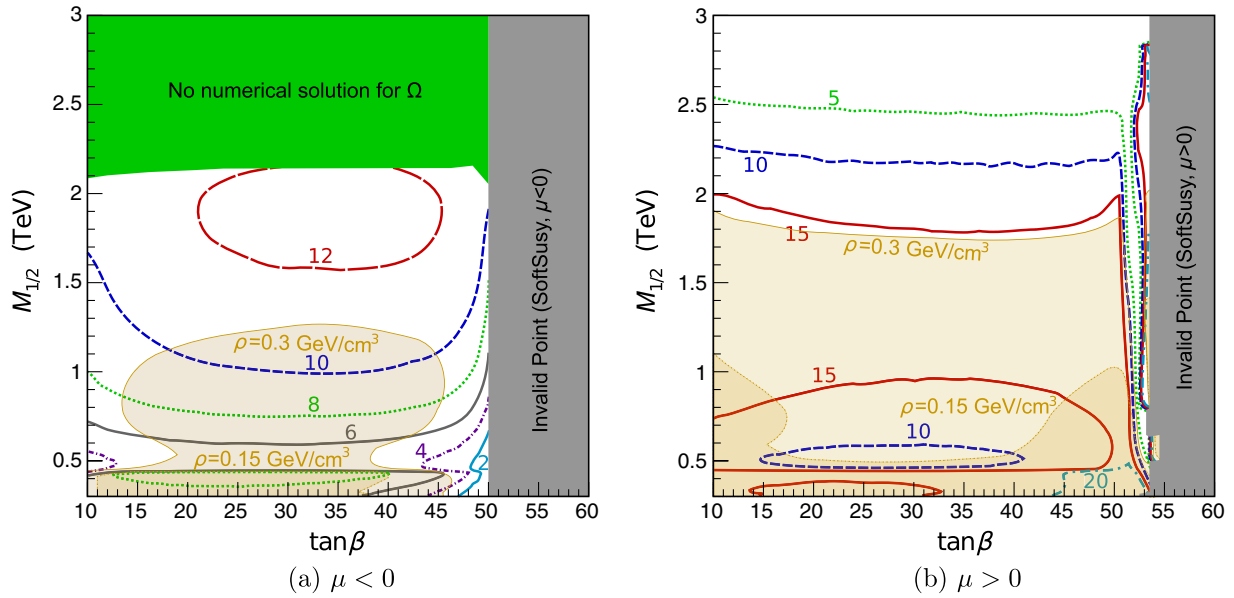 3
2.5
2
1.5
1
0.5
M1/2 (TeV)
No numerical solution for Ω
12
ρ=0.3 GeV/cm³
10
8
6
ρ=0.15 GeV/cm³
4
2
Invalid Point (SoftSusy, μ<0)
10 15 20 25 30 35 40 45 50 55 60
tanβ
(a) μ < 0
3
2.5
2
1.5
1
0.5
M1/2 (TeV)
5
10
15
ρ=0.3 GeV/cm³
15
ρ=0.15 GeV/cm³
10
20
Invalid Point (SoftSusy, μ>0)
10 15 20 25 30 35 40 45 50 55 60
tanβ
(b) μ > 0